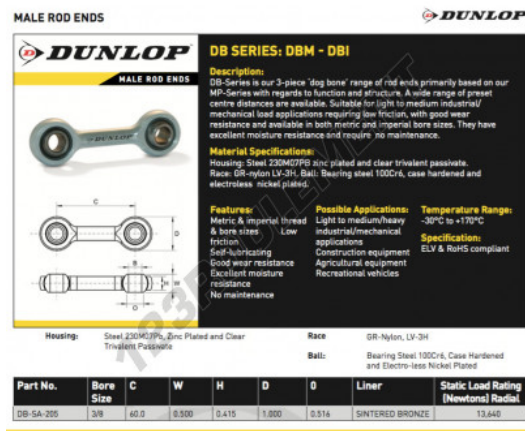 MALE ROD ENDS
DUNLOP
DUNLOP
MALE ROD ENDS
DUNLOP
DB SERIES: DBM - DBI
Description:
DB-Series is our 3-piece 'dog bone' range of rod ends primarily based on our
MP-Series with regards to function and structure. A wide range of preset
centre distances are available. Suitable for light to medium industrial/
mechanical load applications requiring low friction, with good wear
resistance and available in both metric and imperial bore sizes. They have
excellent moisture resistance and require no maintenance.
Material Specifications:
Housing: Steel 230M07PB zinc plated and clear trivalent passivate.
Race: GR-nylon LV-3H. Ball: Bearing steel 100Cr6, case hardened and
electroless nickel plated.
Features:
Metric & imperial thread
& bore sizes Low
friction
Self-lubricating
Good wear resistance
Excellent moisture
resistance
No maintenance
Possible Applications:
Light to medium/heavy
industrial/mechanical
applications
Construction equipment
Agricultural equipment
Recreational vehicles
Temperature Range:
-30°C to +170°C
Specification:
ELV & RoHS compliant
C
D
B
H
W
O
123ROULEMENT
Housing: Steel 230M07Pb, Zinc Plated and Clear
Trivalent Passivate
Race GR-Nylon, LV-3H
Ball: Bearing Steel 100Cr6, Case Hardened
and Electro-less Nickel Plated
Part No. Bore Size C W H D 0 Liner Static Load Rating (Newtons) Radial
DB-SA-205 3/8 60.0 0.500 0.415 1.000 0.516 SINTERED BRONZE 13,640